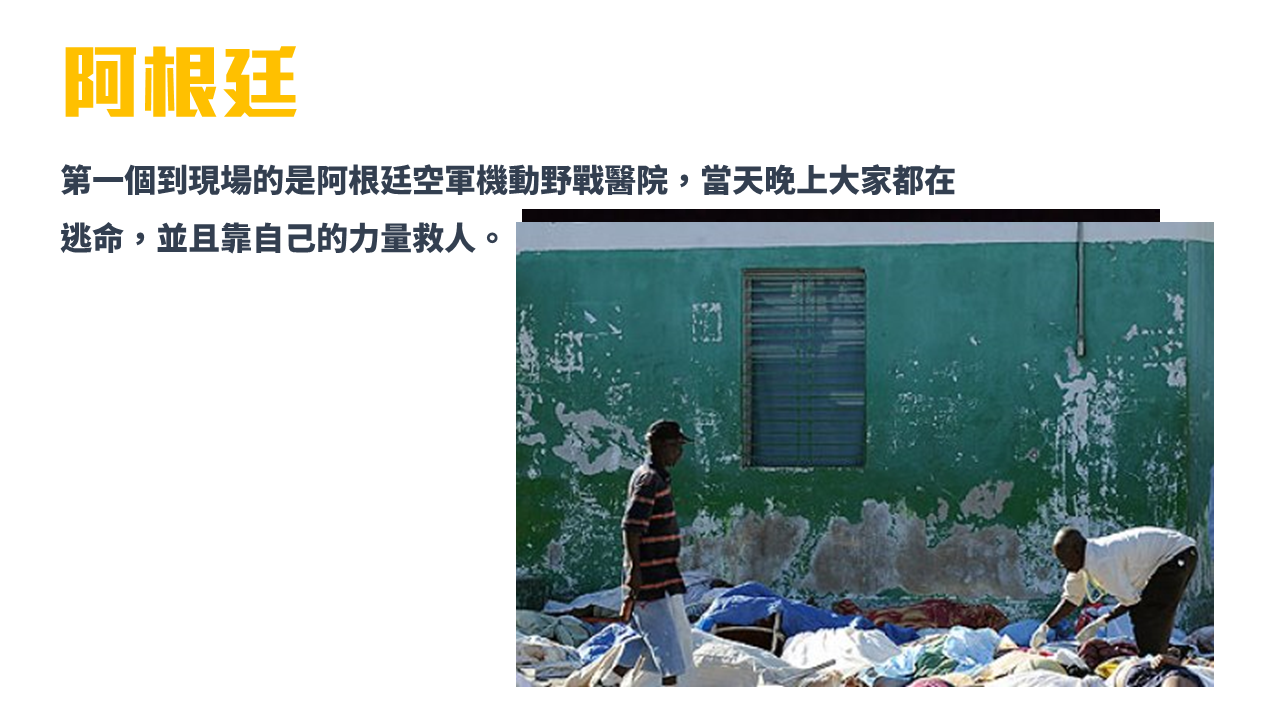 阿根廷
第一個到現場的是阿根廷空軍機動野戰醫院，當天晚上大家都在
逃命，並且靠自己的力量救人。